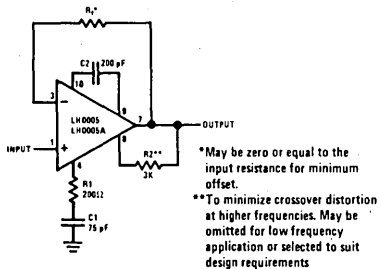 R₁*
C2 200 pF
10
3
9
LH0005
LH0005A
7
OUTPUT
INPUT
1
8
4
R2**
3K
R1
200Ω
C1
75 pF
*May be zero or equal to the
input resistance for minimum
offset.
**To minimize crossover distortion
at higher frequencies. May be
omitted for low frequency
application or selected to suit
design requirements